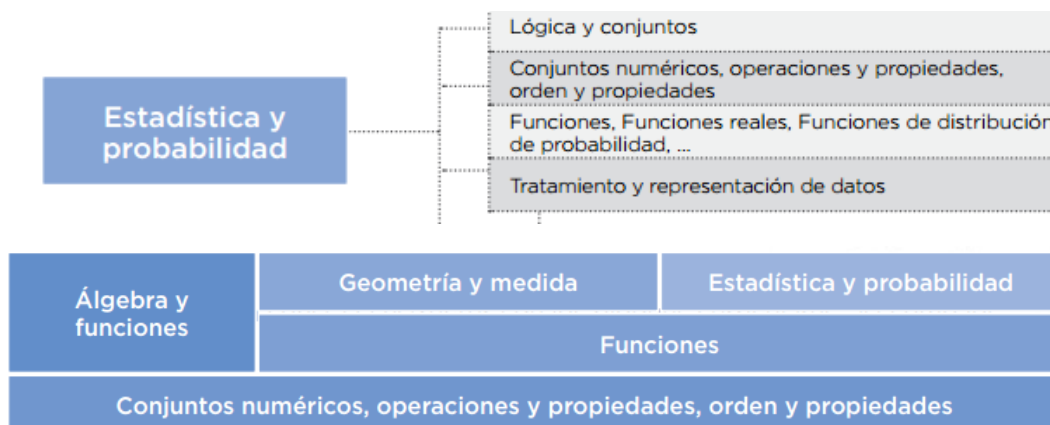 Lógica y conjuntos
Conjuntos numéricos, operaciones y propiedades,
orden y propiedades
Estadística y
probabilidad
Funciones, Funciones reales, Funciones de distribución
de probabilidad, ...
Tratamiento y representación de datos
Álgebra y
funciones
Geometría y medida
Estadística y probabilidad
Funciones
Conjuntos numéricos, operaciones y propiedades, orden y propiedades